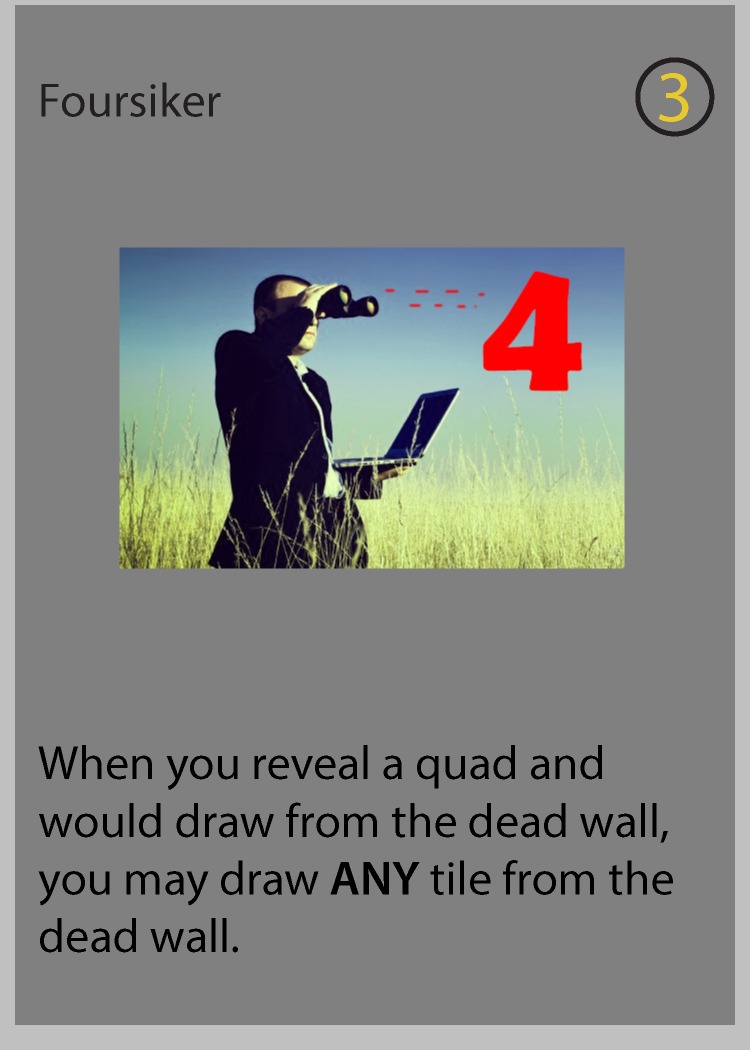 Foursiker
3
4
When you reveal a quad and
would draw from the dead wall,
you may draw ANY tile from the
dead wall.